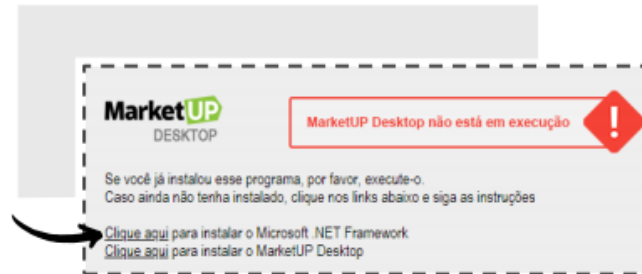 MarketUP
DESKTOP
MarketUP Desktop não está em execução
!
Se você já instalou esse programa, por favor, execute-o.
Caso ainda não tenha instalado, clique nos links abaixo e siga as instruções
Clique aqui para instalar o Microsoft .NET Framework
Clique aqui para instalar o MarketUP Desktop